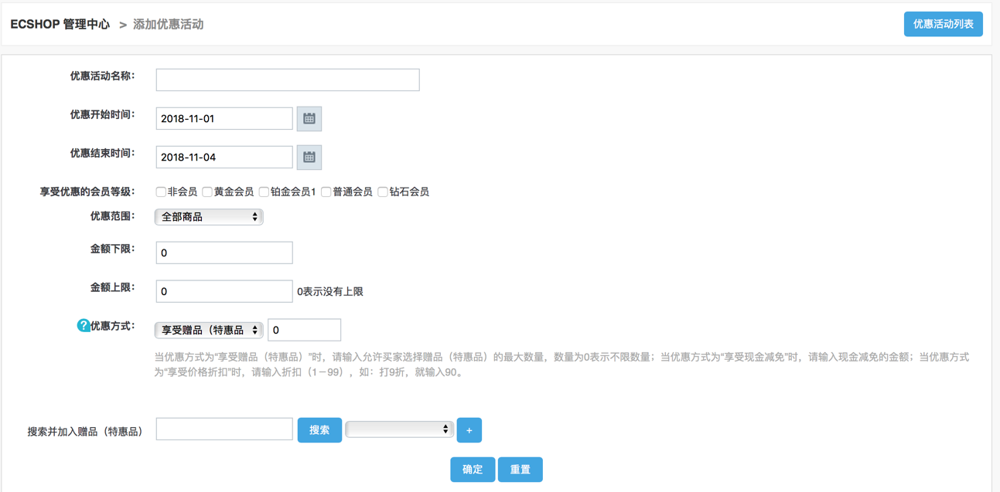 ECSHOP 管理中心 > 添加优惠活动
优惠活动列表
优惠活动名称：
优惠开始时间： 2018-11-01
优惠结束时间： 2018-11-04
享受优惠的会员等级： 非会员 黄金会员 铂金会员1 普通会员 钻石会员
优惠范围： 全部商品
金额下限： 0
金额上限： 0 0表示没有上限
?优惠方式： 享受赠品（特惠品 0
当优惠方式为“享受赠品（特惠品）”时，请输入允许买家选择赠品（特惠品）的最大数量，数量为0表示不限数量；当优惠方式为“享受现金减免”时，请输入现金减免的金额；当优惠方式
为“享受价格折扣”时，请输入折扣（1－99），如：打9折，就输入90。
搜索并加入赠品（特惠品） 搜索 +
确定 重置